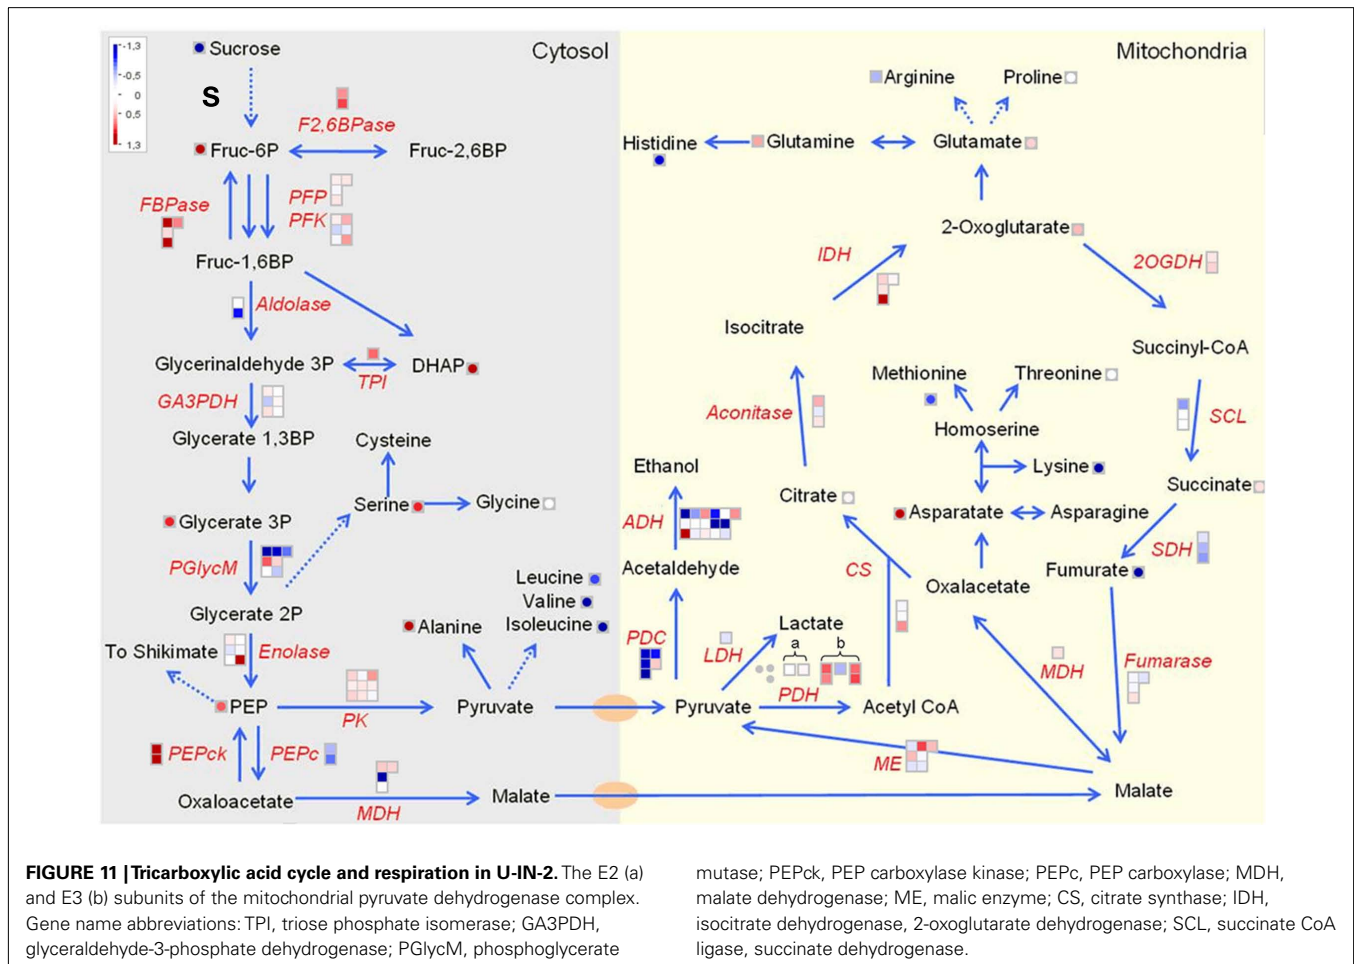 -1,3
-0,5
0
0,5
1,3
Sucrose
Cytosol
S
F2,6BPase
Fruc-6P
Fruc-2,6BP
FBPase
PFP
PFK
Fruc-1,6BP
Aldolase
Glycerinaldehyde 3P
DHAP
TPI
GA3PDH
Glycerate 1,3BP
Cysteine
Serine
Glycine
Glycerate 3P
PGlycM
Leucine
Valine
Isoleucine
Glycerate 2P
Alanine
To Shikimate
Enolase
PEP
PK
Pyruvate
PEPck
PEPc
Oxaloacetate
MDH
Malate
Mitochondria
Arginine
Proline
Histidine
Glutamine
Glutamate
2-Oxoglutarate
IDH
2OGDH
Isocitrate
Succinyl-CoA
Methionine
Threonine
Aconitase
SCL
Homoserine
Ethanol
Lysine
Citrate
Succinate
ADH
Asparatate
Asparagine
SDH
Acetaldehyde
CS
Oxalacetate
Fumurate
Lactate
PDC
LDH
a
b
MDH
Fumarase
PDH
Pyruvate
Acetyl CoA
ME
Malate
FIGURE 11 | Tricarboxylic acid cycle and respiration in U-IN-2. The E2 (a)
and E3 (b) subunits of the mitochondrial pyruvate dehydrogenase complex.
Gene name abbreviations: TPI, triose phosphate isomerase; GA3PDH,
glyceraldehyde-3-phosphate dehydrogenase; PGlycM, phosphoglycerate
mutase; PEPck, PEP carboxylase kinase; PEPc, PEP carboxylase; MDH,
malate dehydrogenase; ME, malic enzyme; CS, citrate synthase; IDH,
isocitrate dehydrogenase, 2-oxoglutarate dehydrogenase; SCL, succinate CoA
ligase, succinate dehydrogenase.